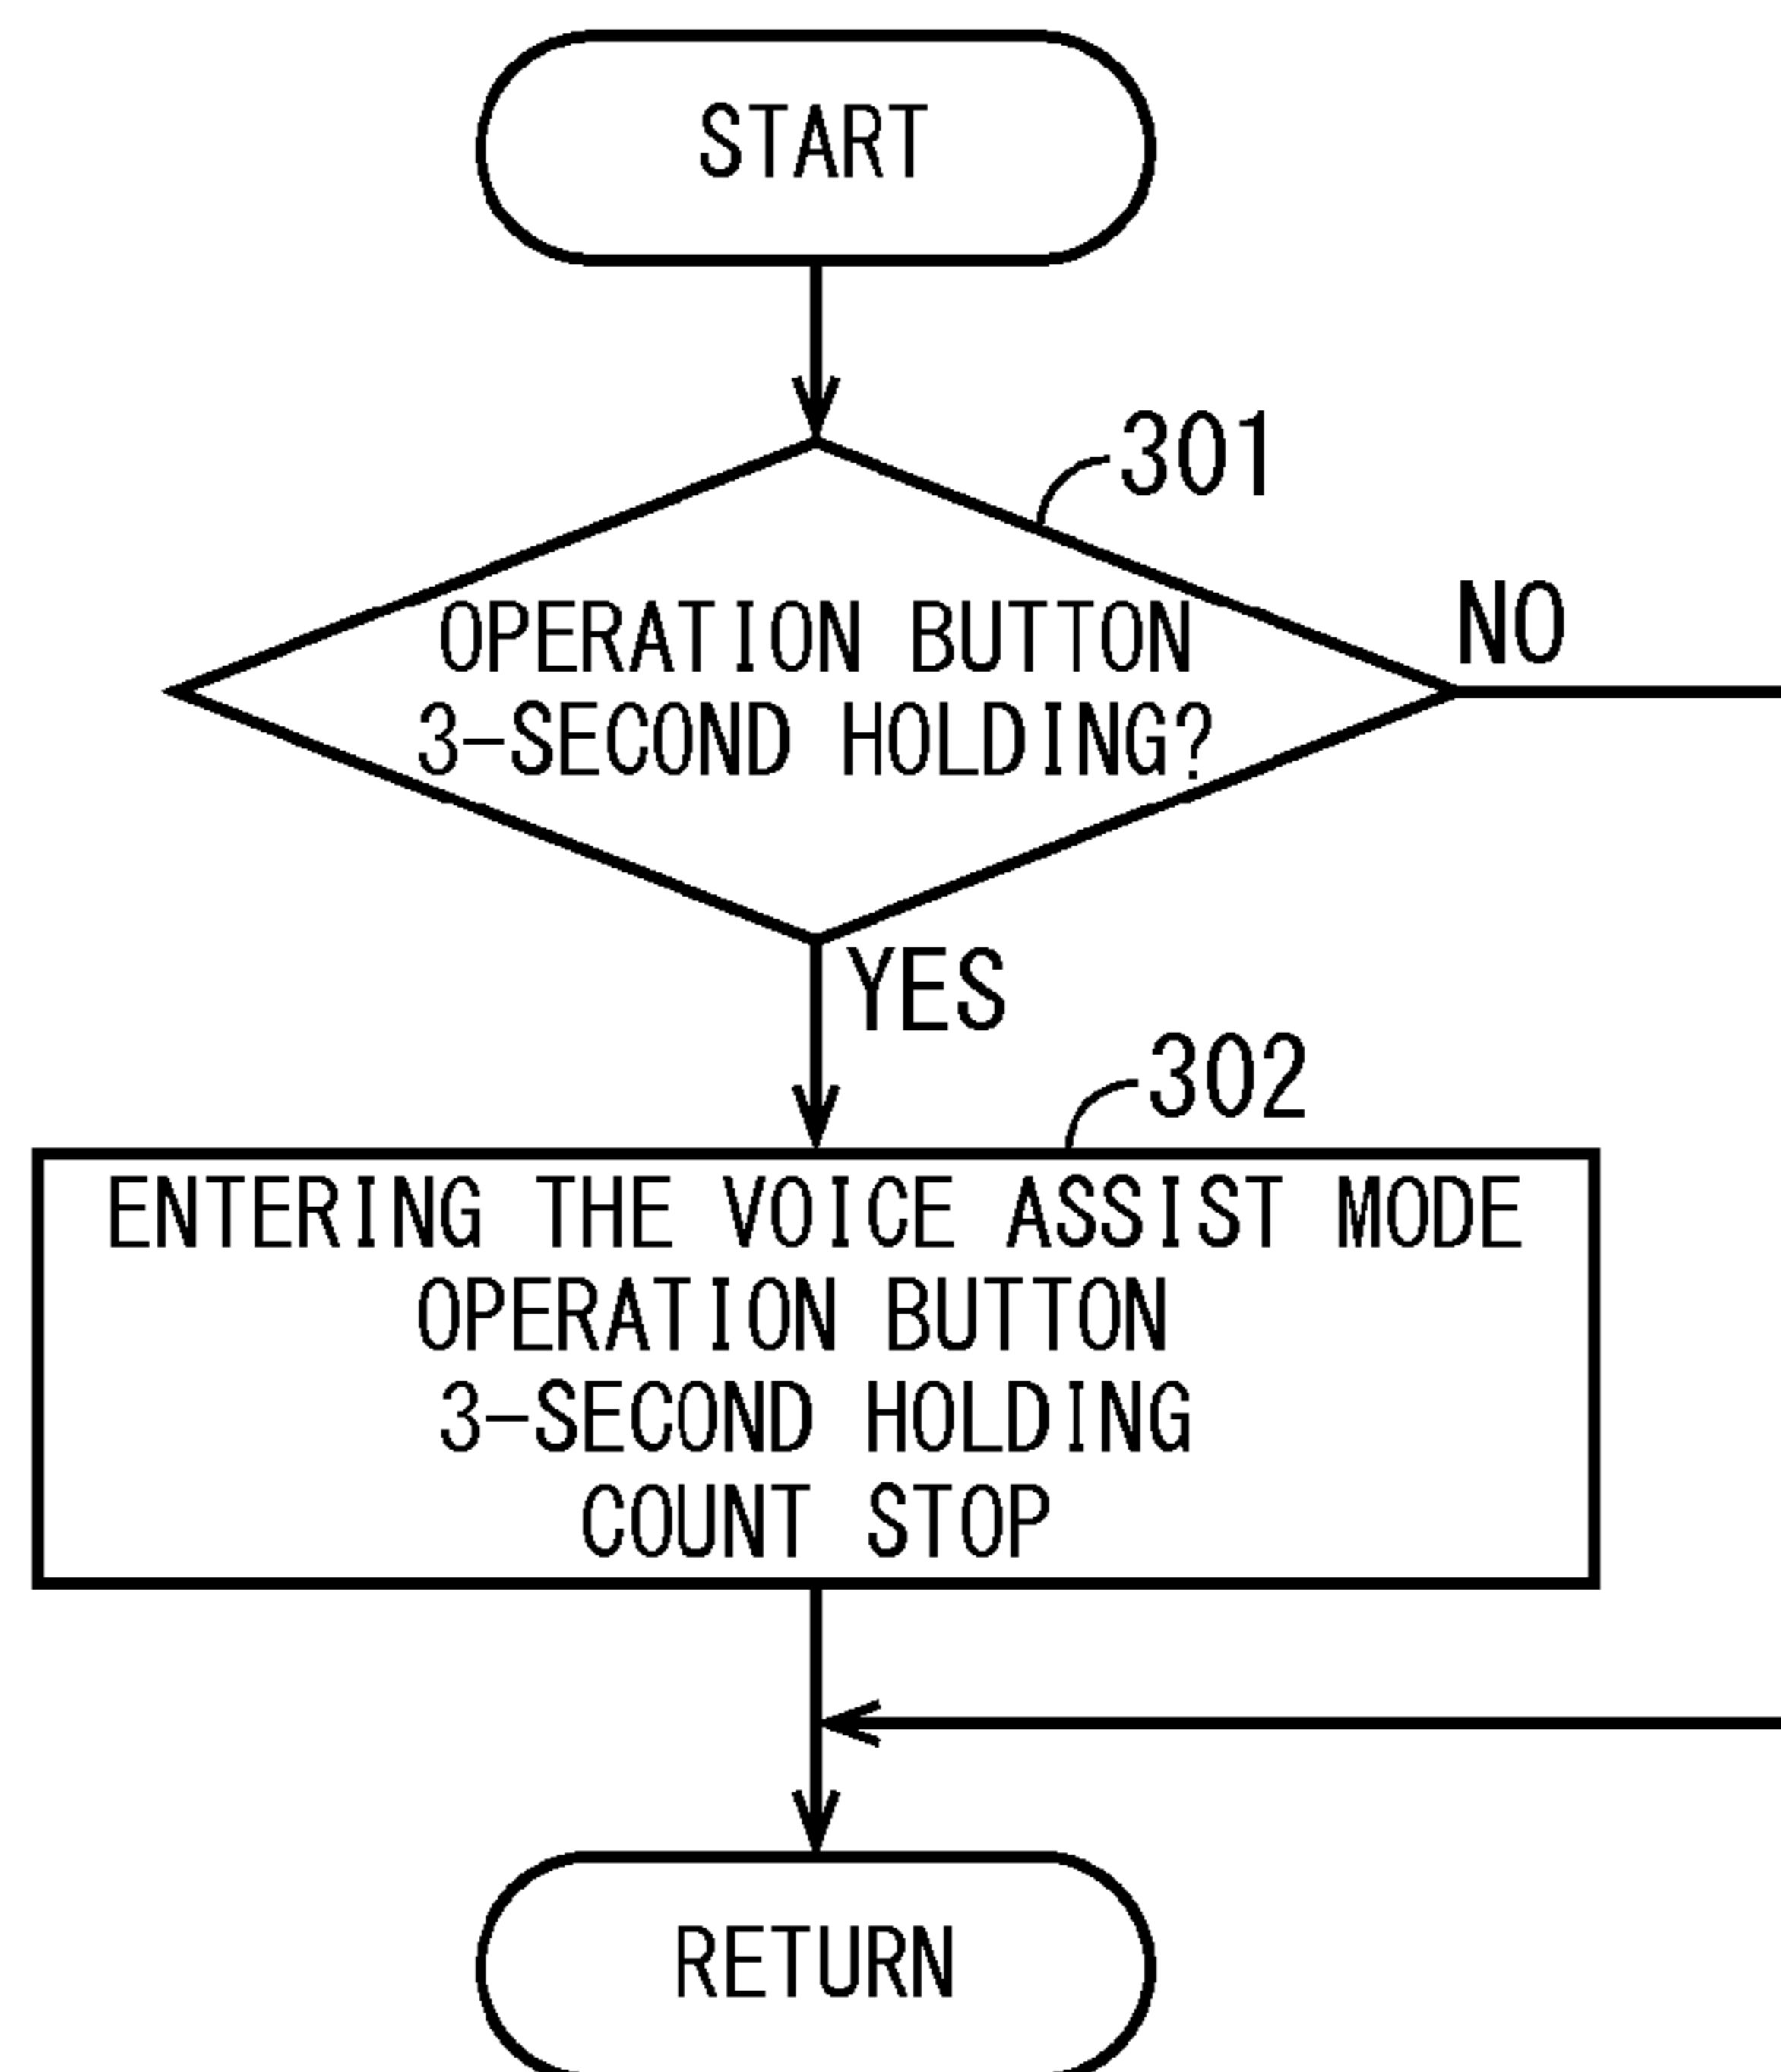 START
301
OPERATION BUTTON
3-SECOND HOLDING?
NO
YES
302
ENTERING THE VOICE ASSIST MODE
OPERATION BUTTON
3-SECOND HOLDING
COUNT STOP
RETURN